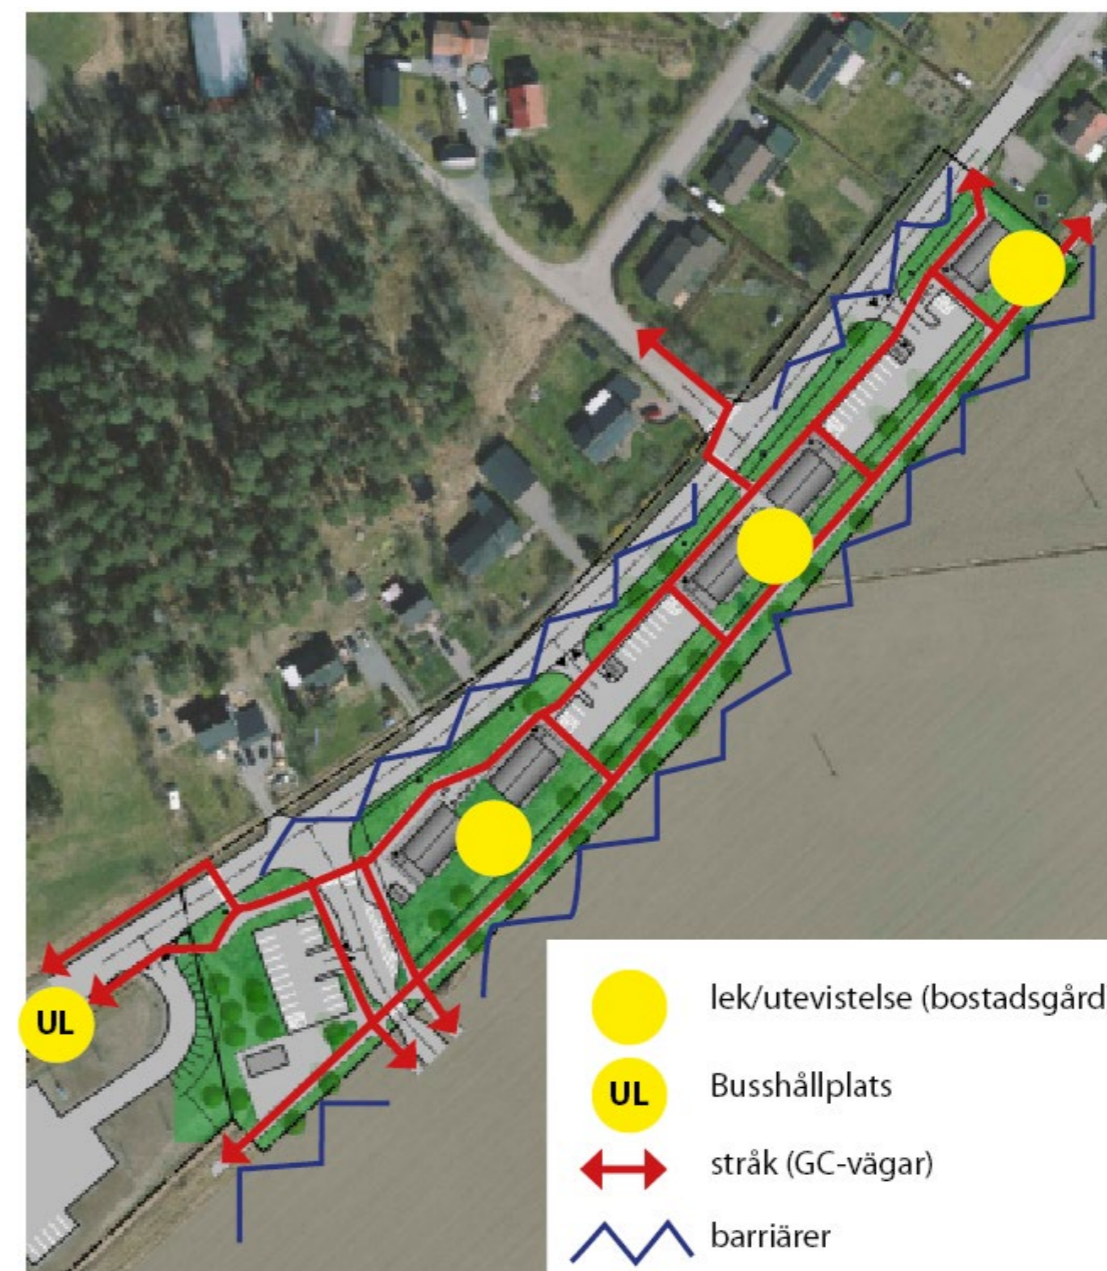 UL
lek/utevistelse (bostadsgård
UL
Busshållplats
stråk (GC-vägar)
barriärer